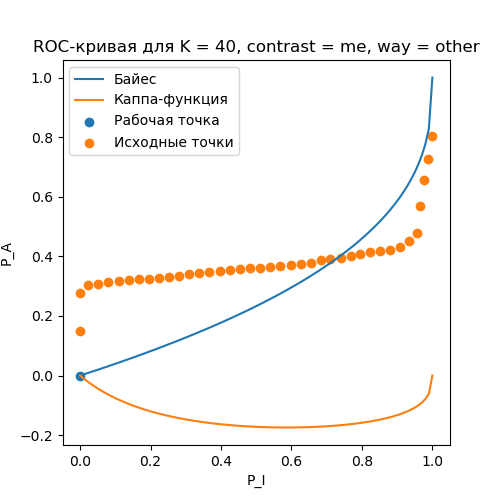 ROC-кривая для K = 40, contrast = me, way = other
Байес
Каппа-функция
Рабочая точка
Исходные точки
P_A
1.0
0.8
0.6
0.4
0.2
0.0
−0.2
0.0 0.2 0.4 0.6 0.8 1.0
P_I